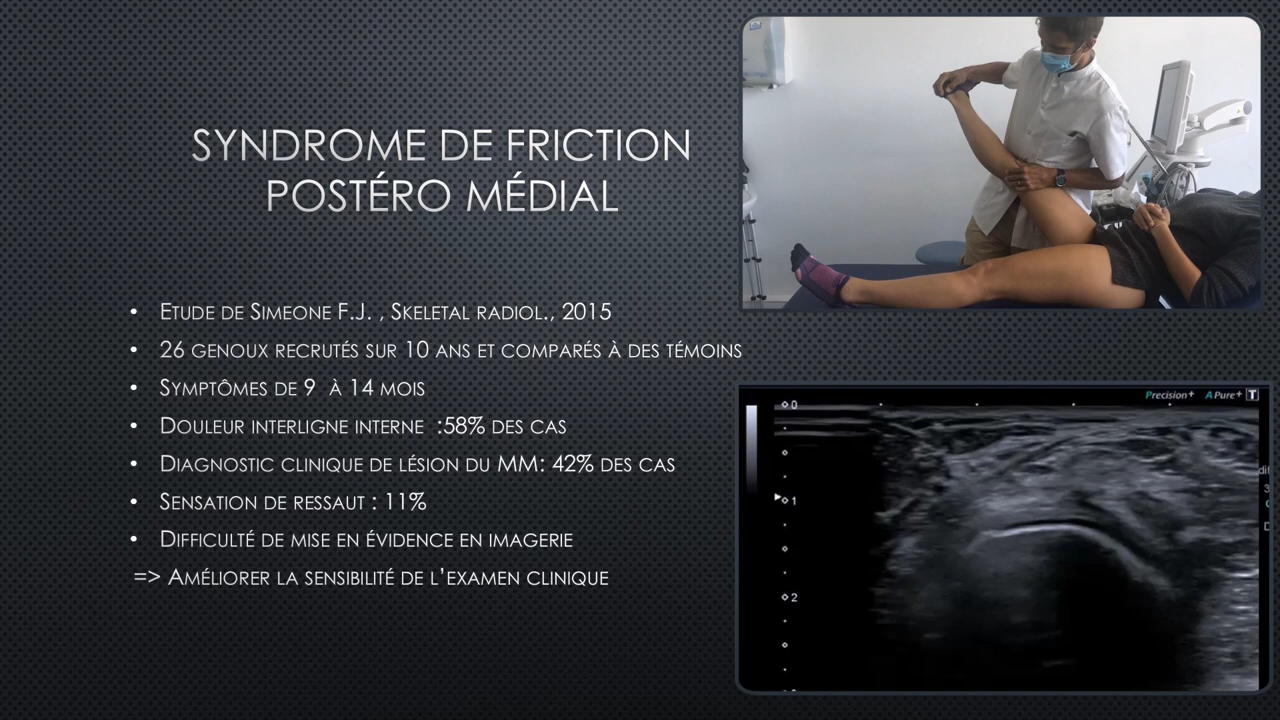 SYNDROME DE FRICTION
POSTÉRO MÉDIAL
• Etude de Simeone F.J. , Skeletal radiol., 2015
• 26 genoux recrutés sur 10 ans et comparés à des témoins
• Symptômes de 9 à 14 mois
• Douleur interligne interne :58% des cas
• Diagnostic clinique de lésion du MM: 42% des cas
• Sensation de ressaut : 11%
• Difficulté de mise en évidence en imagerie
=> Améliorer la sensibilité de l’examen clinique
Precision+ APure+ T
0
1
2
dif
3